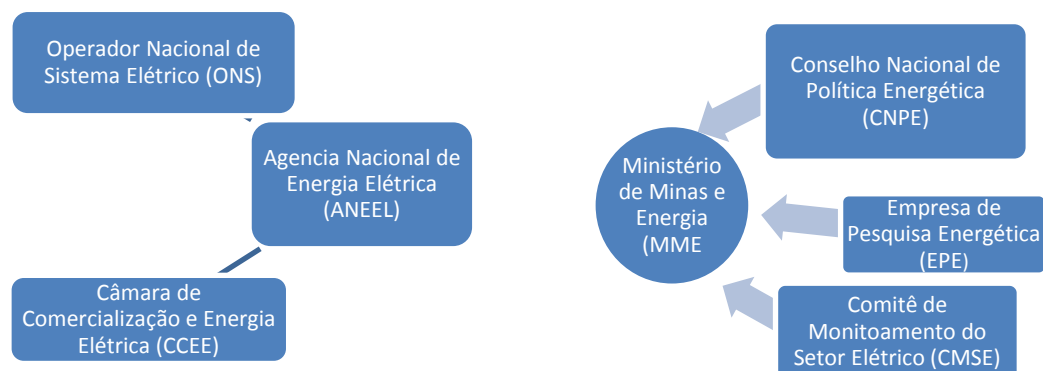 Operador Nacional de
Sistema Elétrico (ONS)
Agencia Nacional de
Energia Elétrica
(ANEEL)
Câmara de
Comercialização e Energia
Elétrica (CCEE)
Conselho Nacional de
Política Energética
(CNPE)
Ministério
de Minas e
Energia
(MME
Empresa de
Pesquisa Energética
(EPE)
Comitê de
Monitoamento do
Setor Elétrico (CMSE)